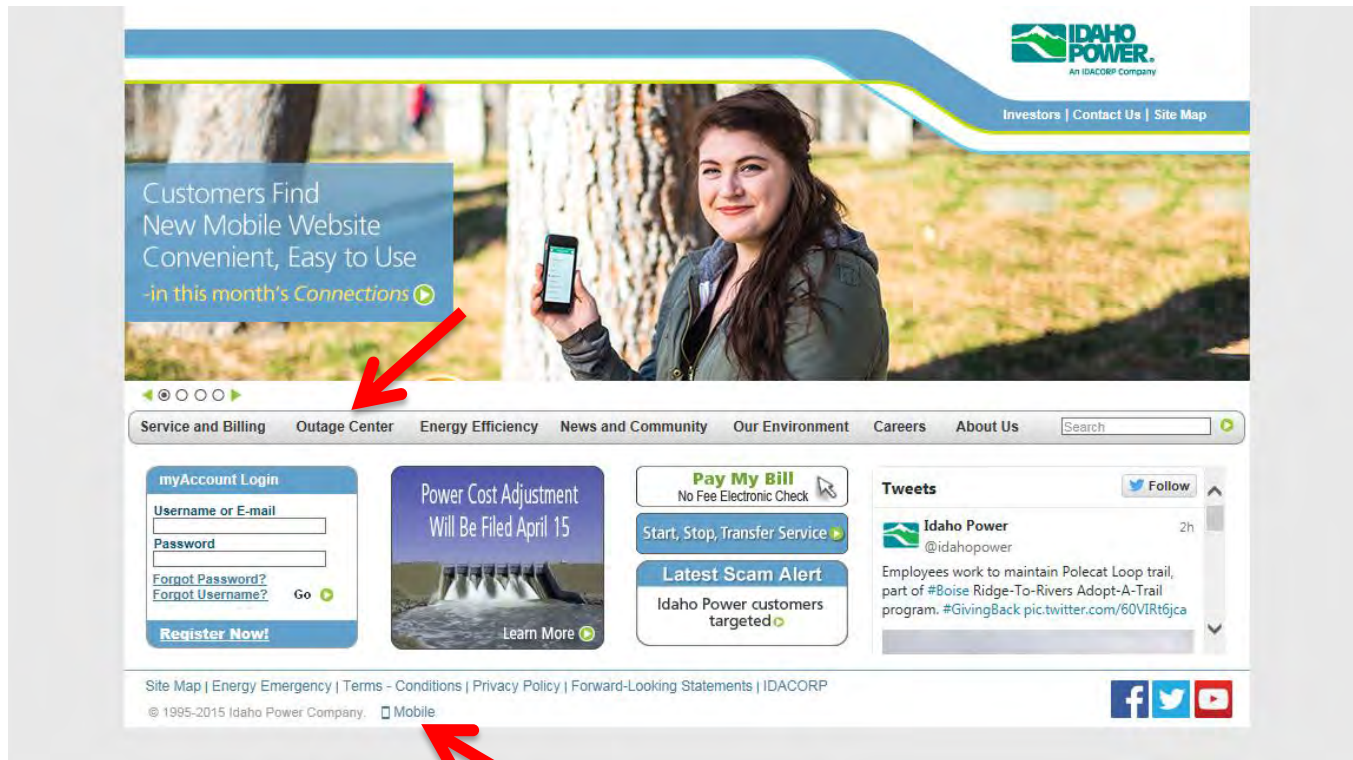 IDAHO
POWER.
An IDACORP Company
Investors | Contact Us | Site Map
Customers Find
New Mobile Website
Convenient, Easy to Use
-in this month's Connections
Service and Billing Outage Center Energy Efficiency News and Community Our Environment Careers About Us Search
myAccount Login
Username or E-mail
Password
Forgot Password?
Forgot Username? Go
Register Now!
Power Cost Adjustment
Will Be Filed April 15
Learn More
Pay My Bill
No Fee Electronic Check
Start, Stop, Transfer Service
Latest Scam Alert
Idaho Power customers
targeted
Tweets Follow
Idaho Power 2h
@idahopower
Employees work to maintain Polecat Loop trail,
part of #Boise Ridge-To-Rivers Adopt-A-Trail
program. #GivingBack pic.twitter.com/60VIRt6jca
Site Map | Energy Emergency | Terms - Conditions | Privacy Policy | Forward-Looking Statements | IDACORP
© 1995-2015 Idaho Power Company. Mobile